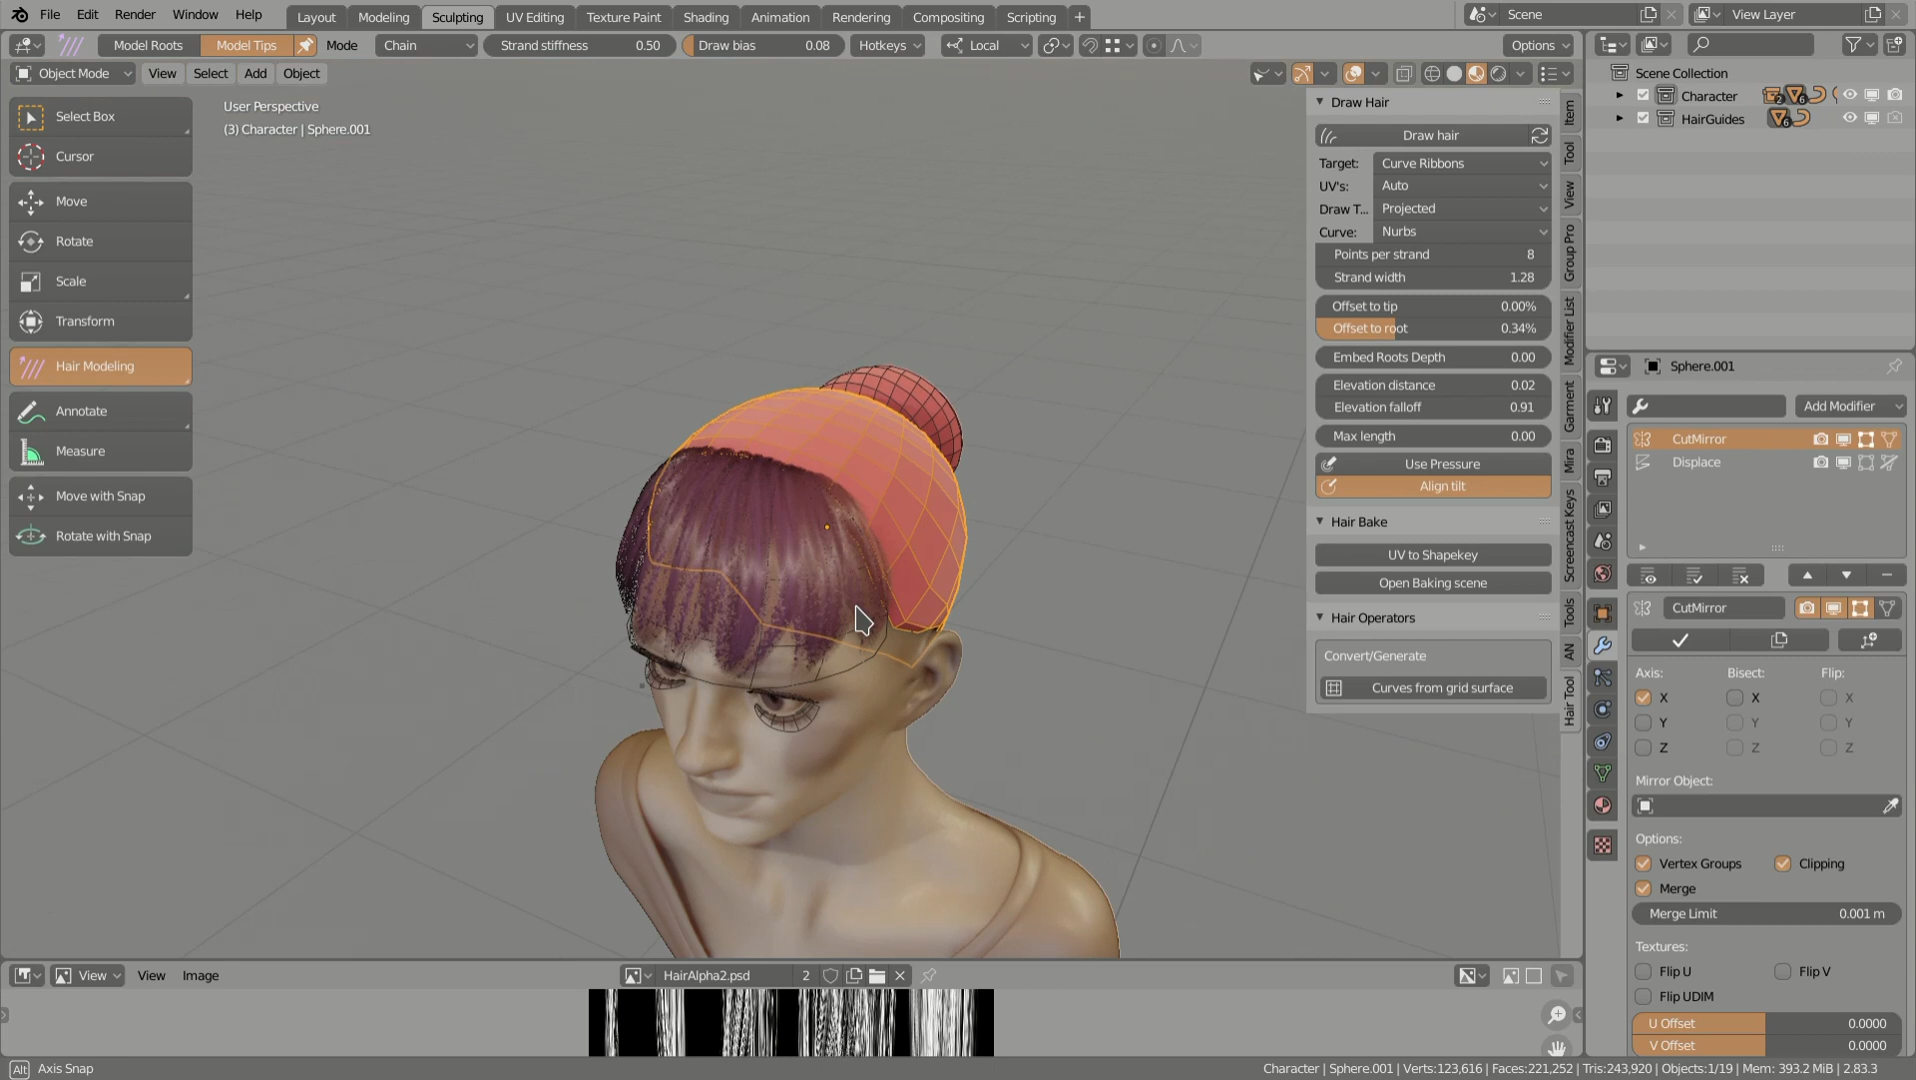 File Edit Render Window Help Layout Modeling Sculpting UV Editing Texture Paint Shading Animation Rendering Compositing Scripting + Scene View Layer
Model Roots Model Tips Mode Chain Strand stiffness 0.50 Draw bias 0.08 Hotkeys Local Options
Object Mode View Select Add Object
User Perspective
(3) Character | Sphere.001
Select Box
Cursor
Move
Rotate
Scale
Transform
Hair Modeling
Annotate
Measure
Move with Snap
Rotate with Snap
Draw Hair
Draw hair
Target: Curve Ribbons
UV's: Auto
Draw T... Projected
Curve: Nurbs
Points per strand 8
Strand width 1.28
Offset to tip 0.00%
Offset to root 0.34%
Embed Roots Depth 0.00
Elevation distance 0.02
Elevation falloff 0.91
Max length 0.00
Use Pressure
Align tilt
Hair Bake
UV to Shapekey
Open Baking scene
Hair Operators
Convert/Generate
Curves from grid surface
Item
Tool
View
Group Pro
Modifier List
Garment
Mira
Screencast Keys
Tools
AN
Hair Tool
Scene Collection
Character 2 6
HairGuides 6
Sphere.001
Add Modifier
CutMirror
Displace
CutMirror
Axis: Bisect: Flip:
X X X
Y Y Y
Z Z Z
Mirror Object:
Options:
Vertex Groups Clipping
Merge
Merge Limit 0.001 m
Textures:
Flip U Flip V
Flip UDIM
U Offset 0.0000
V Offset 0.0000
View View Image HairAlpha2.psd 2
Alt Axis Snap
Character | Sphere.001 | Verts:123,616 | Faces:221,252 | Tris:243,920 | Objects:1/19 | Mem: 393.2 MiB | 2.83.3